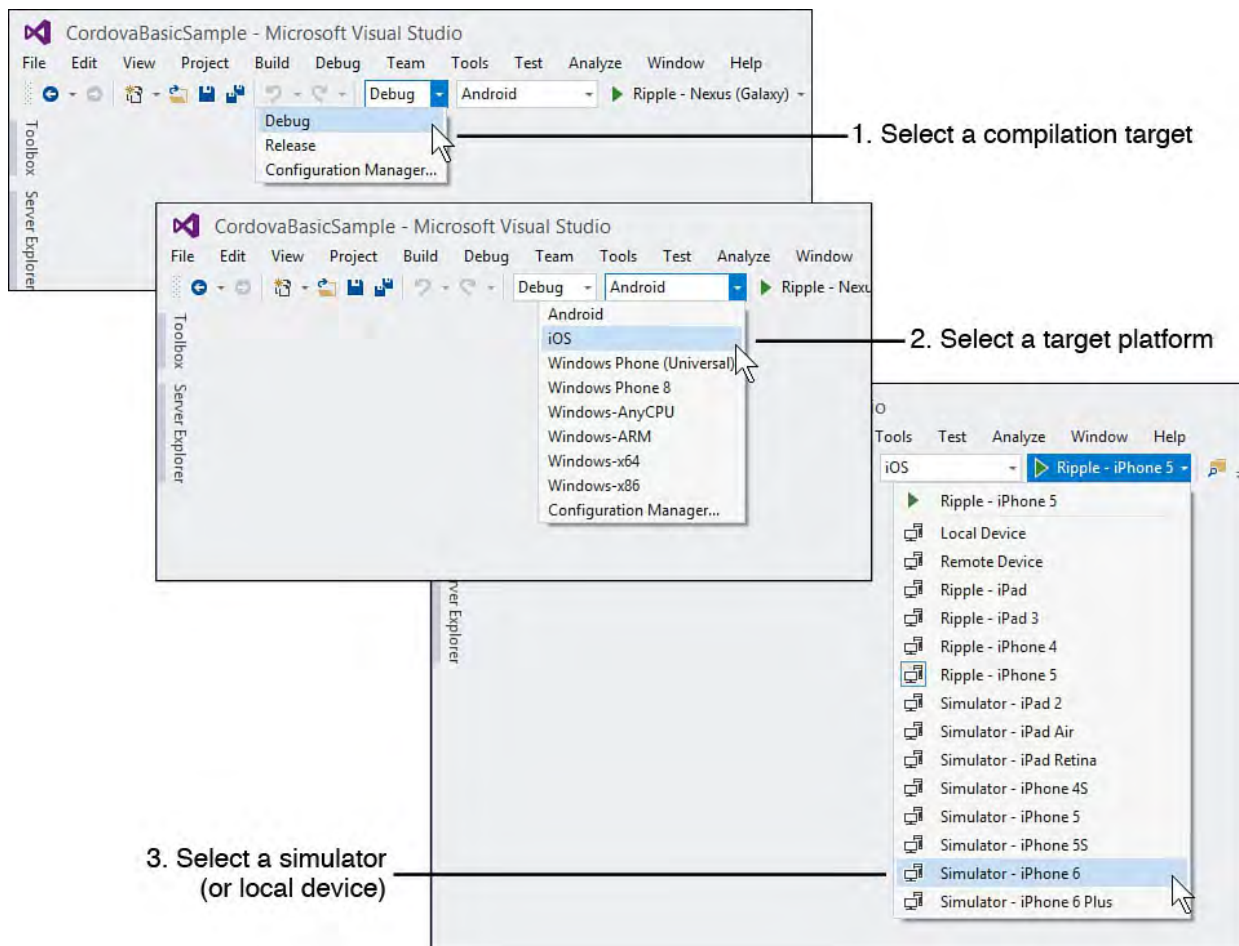 CordovaBasicSample - Microsoft Visual Studio
File Edit View Project Build Debug Team Tools Test Analyze Window Help
Debug Android Ripple - Nexus (Galaxy)
Toolbox
Server Explorer
Debug
Release
Configuration Manager...
1. Select a compilation target
CordovaBasicSample - Microsoft Visual Studio
File Edit View Project Build Debug Team Tools Test Analyze Window
Debug Android Ripple - Nexu
Toolbox
Server Explorer
Android
iOS
Windows Phone (Universal)
Windows Phone 8
Windows-AnyCPU
Windows-ARM
Windows-x64
Windows-x86
Configuration Manager...
2. Select a target platform
io
Tools Test Analyze Window Help
iOS Ripple - iPhone 5
rver Explorer
Ripple - iPhone 5
Local Device
Remote Device
Ripple - iPad
Ripple - iPad 3
Ripple - iPhone 4
Ripple - iPhone 5
Simulator - iPad 2
Simulator - iPad Air
Simulator - iPad Retina
Simulator - iPhone 4S
Simulator - iPhone 5
Simulator - iPhone 5S
Simulator - iPhone 6
Simulator - iPhone 6 Plus
3. Select a simulator
(or local device)